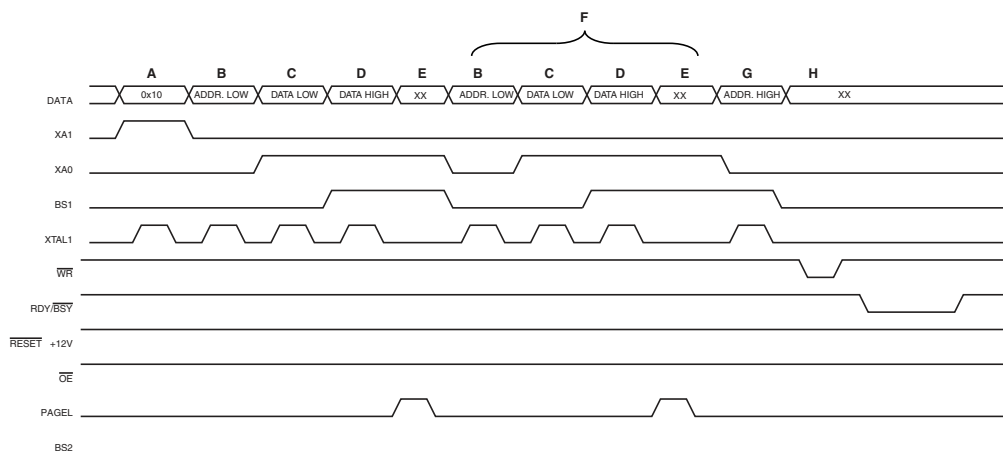 F
A B C D E B C D E G H
DATA 0x10 ADDR. LOW DATA LOW DATA HIGH XX ADDR. LOW DATA LOW DATA HIGH XX ADDR. HIGH XX
XA1
XA0
BS1
XTAL1
WR
RDY/BSY
RESET +12V
OE
PAGEL
BS2